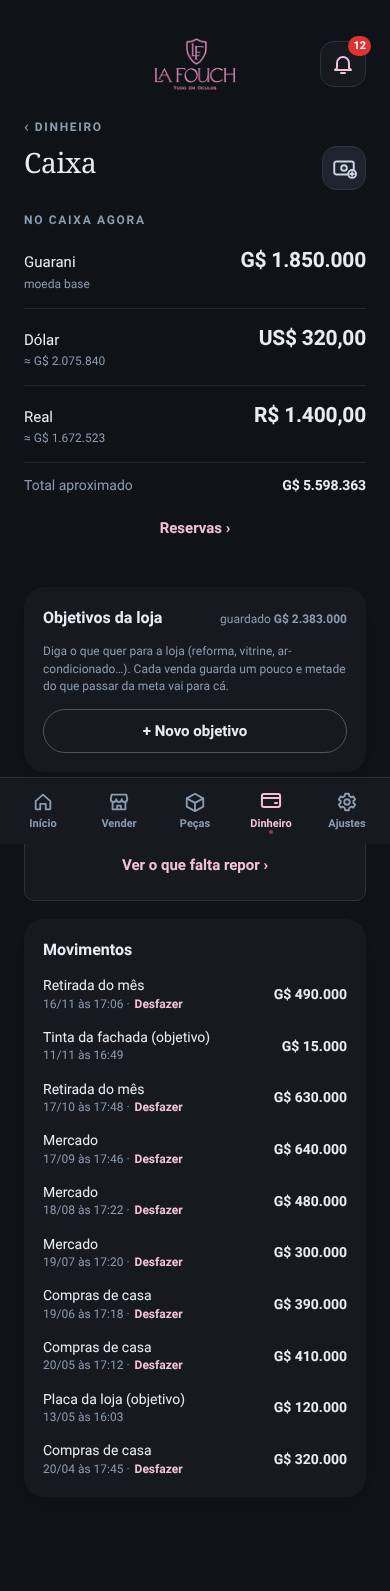 LF
LA FOUCH
TUDO EM ÓCULOS
12
‹ DINHEIRO
Caixa
NO CAIXA AGORA
Guarani
G$ 1.850.000
moeda base
Dólar
US$ 320,00
≈ G$ 2.075.840
Real
R$ 1.400,00
≈ G$ 1.672.523
Total aproximado
G$ 5.598.363
Reservas ›
Objetivos da loja
guardado G$ 2.383.000
Diga o que quer para a loja (reforma, vitrine, ar-
condicionado…). Cada venda guarda um pouco e metade
do que passar da meta vai para cá.
+ Novo objetivo
Início
Vender
Peças
Dinheiro
Ajustes
Ver o que falta repor ›
Movimentos
Retirada do mês
16/11 às 17:06 · Desfazer
G$ 490.000
Tinta da fachada (objetivo)
11/11 às 16:49
G$ 15.000
Retirada do mês
17/10 às 17:48 · Desfazer
G$ 630.000
Mercado
17/09 às 17:46 · Desfazer
G$ 640.000
Mercado
18/08 às 17:22 · Desfazer
G$ 480.000
Mercado
19/07 às 17:20 · Desfazer
G$ 300.000
Compras de casa
19/06 às 17:18 · Desfazer
G$ 390.000
Compras de casa
20/05 às 17:12 · Desfazer
G$ 410.000
Placa da loja (objetivo)
13/05 às 16:03
G$ 120.000
Compras de casa
20/04 às 17:45 · Desfazer
G$ 320.000